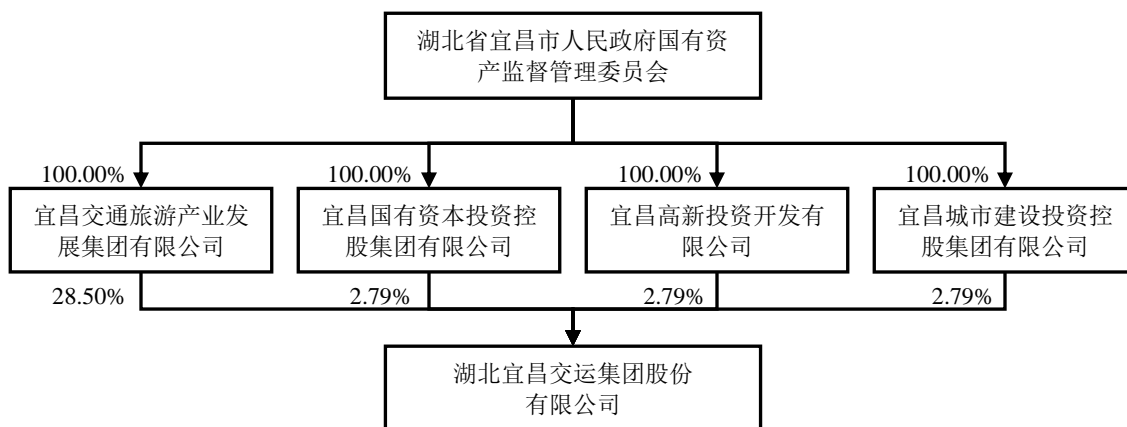 湖北省宜昌市人民政府国有资
产监督管理委员会
100.00%
100.00%
100.00%
100.00%
宜昌交通旅游产业发
展集团有限公司
宜昌国有资本投资控
股集团有限公司
宜昌高新投资开发有
限公司
宜昌城市建设投资控
股集团有限公司
28.50%
2.79%
2.79%
2.79%
湖北宜昌交运集团股份
有限公司